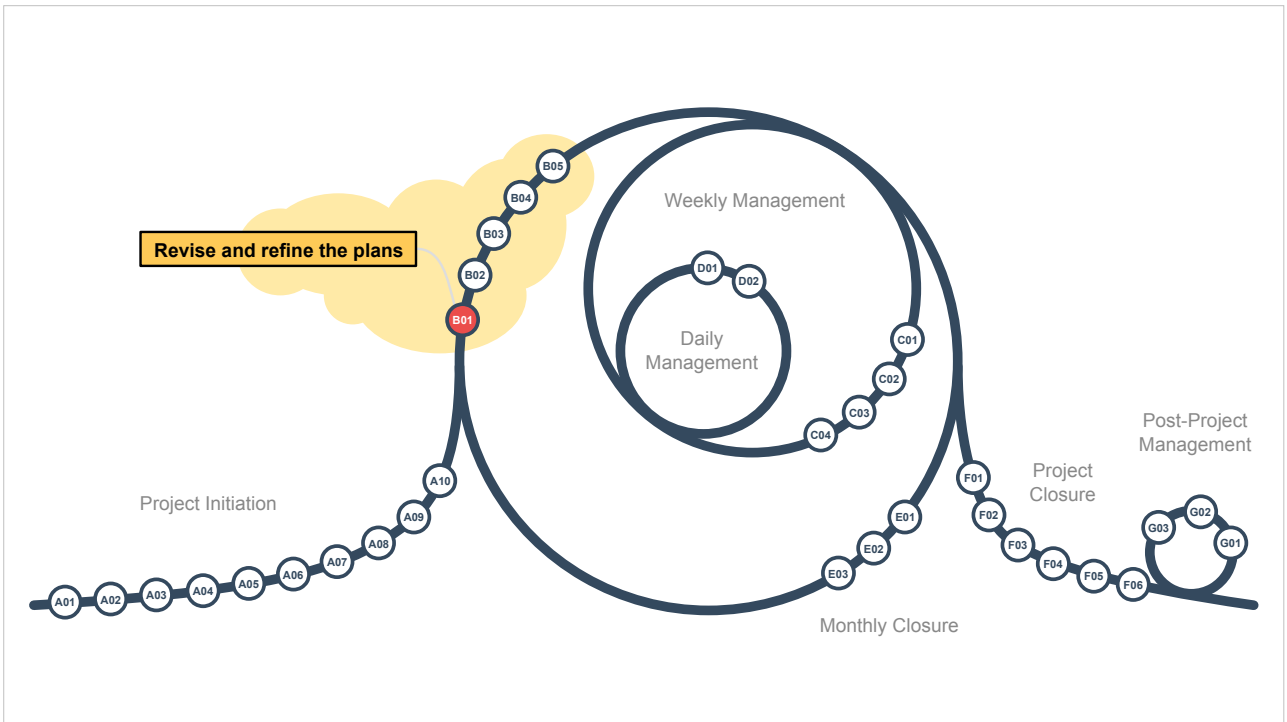 B05
B04
Weekly Management
B03
Revise and refine the plans
D01
B02
D02
B01
Daily
Management
C01
C02
C03
C04
Post-Project
Management
A10
F01
Project
Closure
Project Initiation
A09
E01
F02
G02
G03
G01
A08
E02
F03
A07
A06
E03
F04
A05
F05
A04
F06
A03
A02
A01
Monthly Closure